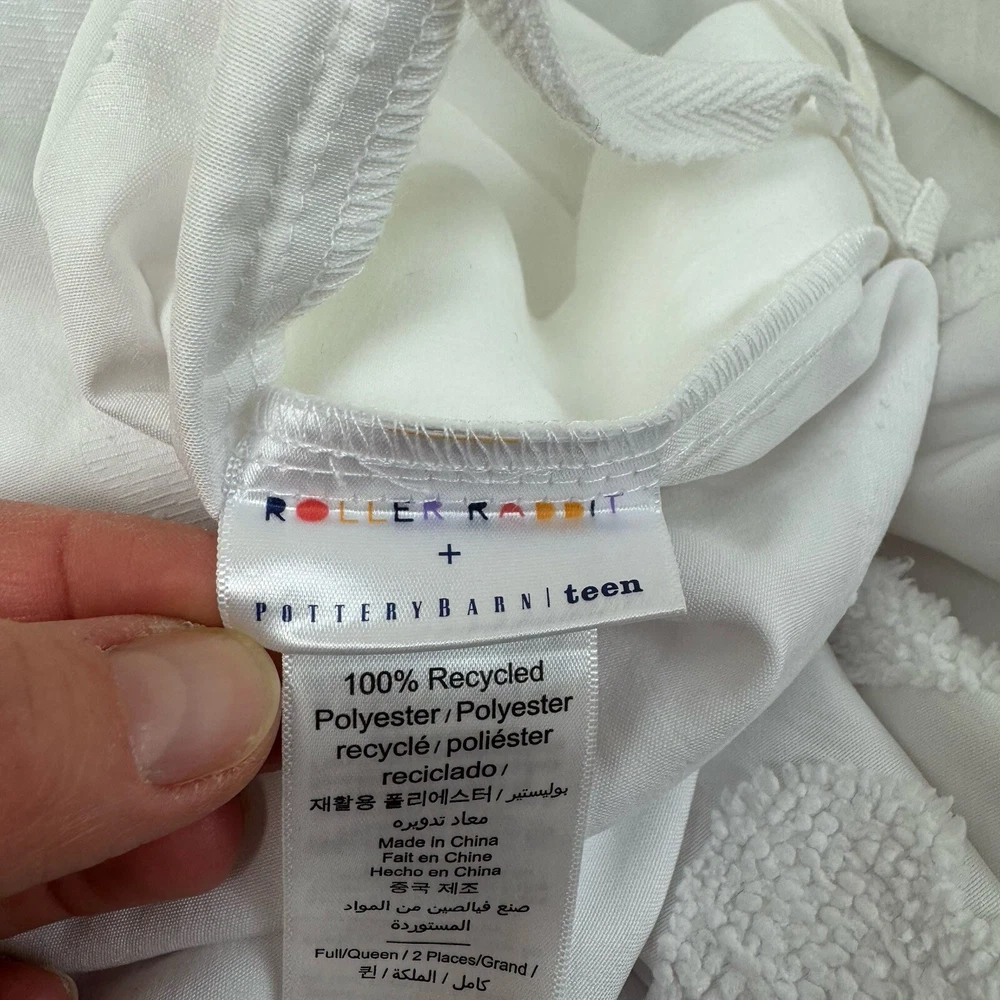 ROLLER RABBIT
+
POTTERYBARN | teen
100% Recycled
Polyester / Polyester
recyclé / poliéster
reciclado /
재활용 폴리에스터 / بوليستير
معاد تدويره
Made in China
Fait en Chine
Hecho en China
중국 제조
صنع فيالصين من المواد
المستوردة
Full/Queen / 2 Places/Grand /
퀸 / كامل / الملكة